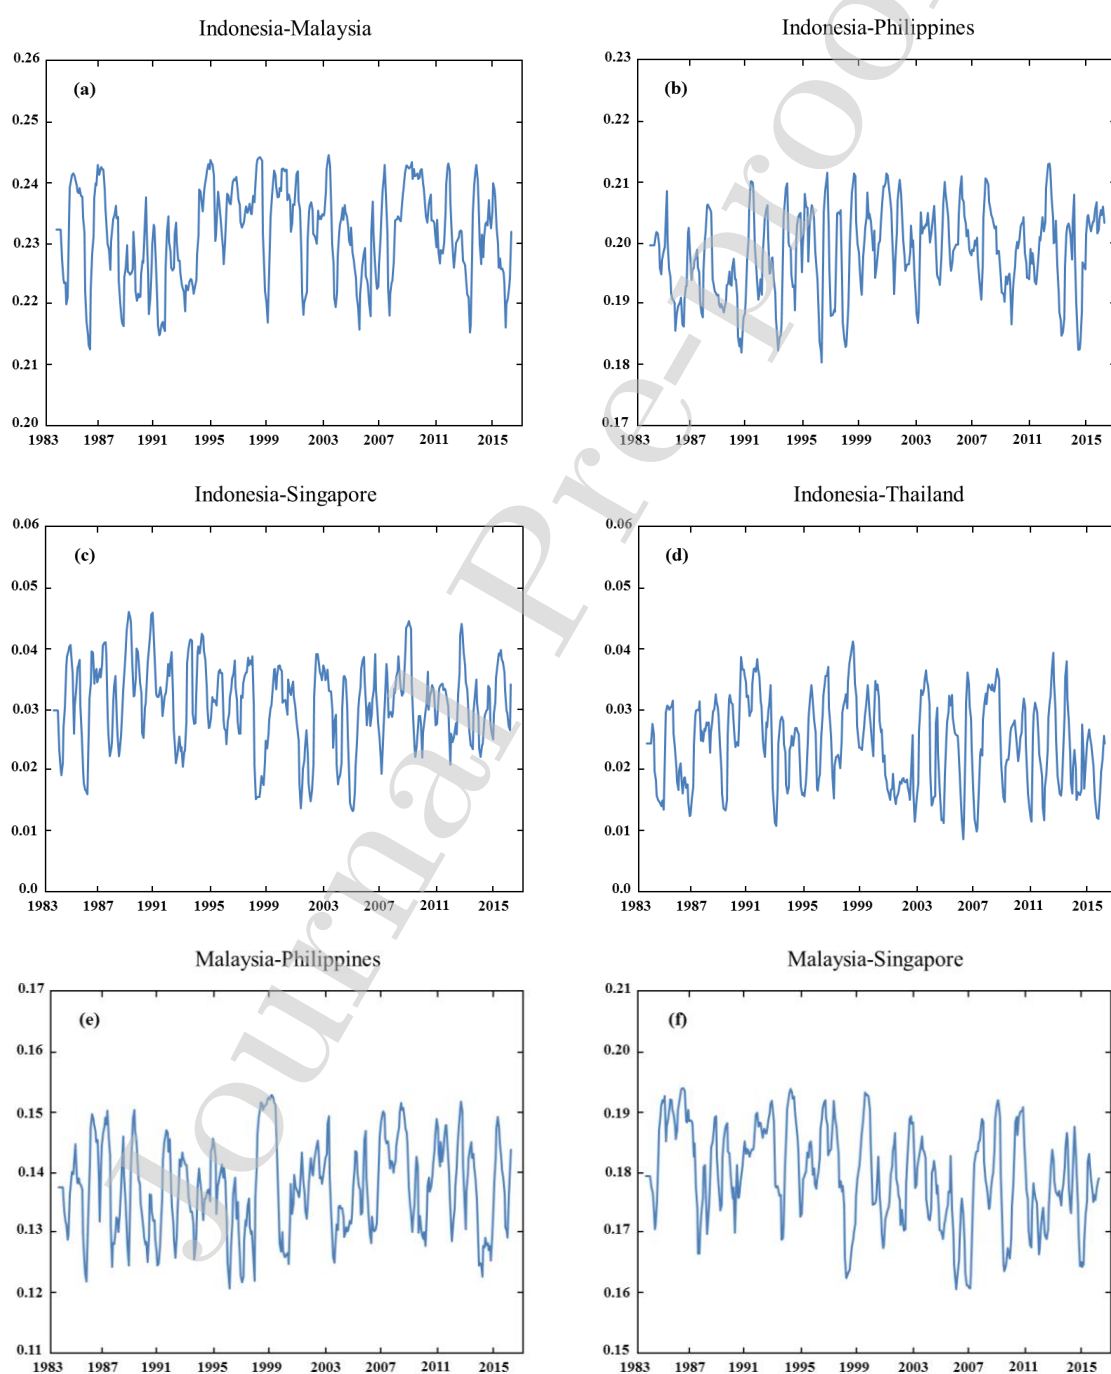 Indonesia-Malaysia
0.26
(a)
0.25
0.24
0.23
0.22
0.21
0.20
1983 1987 1991 1995 1999 2003 2007 2011 2015
Indonesia-Philippines
0.23
(b)
0.22
0.21
0.20
0.19
0.18
0.17
1983 1987 1991 1995 1999 2003 2007 2011 2015
Indonesia-Singapore
0.06
(c)
0.05
0.04
0.03
0.02
0.01
0.0
1983 1987 1991 1995 1999 2003 2007 2011 2015
Indonesia-Thailand
0.06
(d)
0.05
0.04
0.03
0.02
0.01
0.0
1983 1987 1991 1995 1999 2003 2007 2011 2015
Malaysia-Philippines
0.17
(e)
0.16
0.15
0.14
0.13
0.12
0.11
1983 1987 1991 1995 1999 2003 2007 2011 2015
Malaysia-Singapore
0.21
(f)
0.20
0.19
0.18
0.17
0.16
0.15
1983 1987 1991 1995 1999 2003 2007 2011 2015
Journal Pre-proo